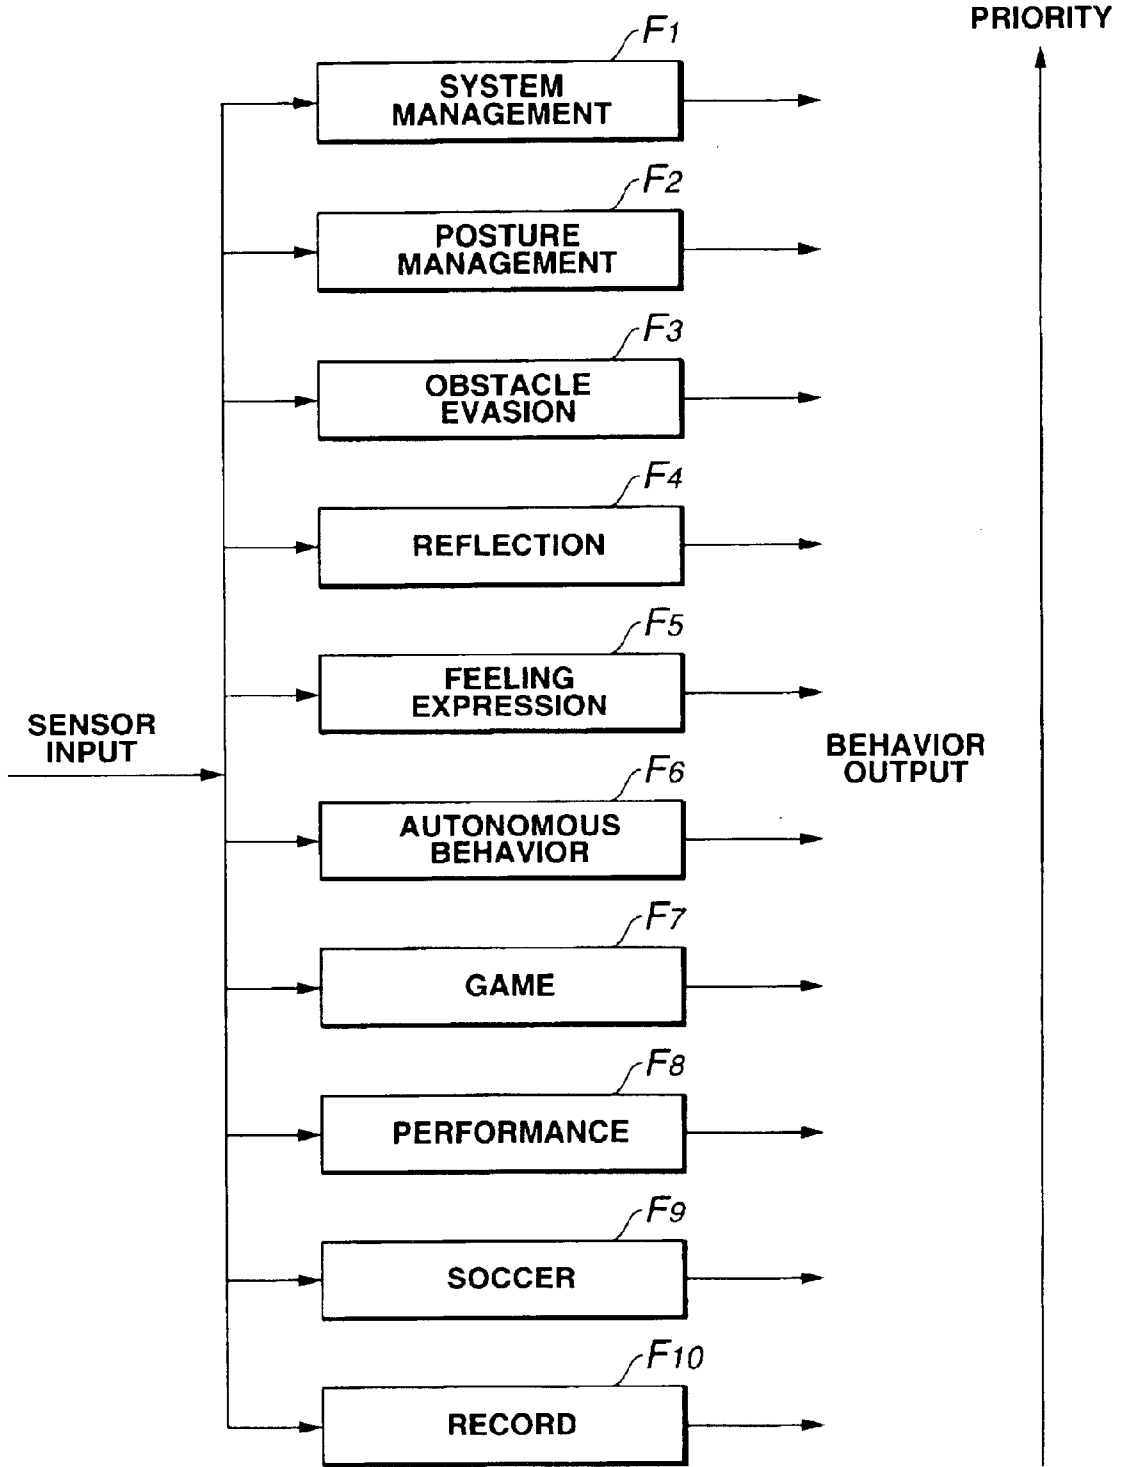 PRIORITY
F1
SYSTEM
MANAGEMENT
F2
POSTURE
MANAGEMENT
F3
OBSTACLE
EVASION
F4
REFLECTION
F5
FEELING
EXPRESSION
SENSOR
INPUT
BEHAVIOR
OUTPUT
F6
AUTONOMOUS
BEHAVIOR
F7
GAME
F8
PERFORMANCE
F9
SOCCER
F10
RECORD